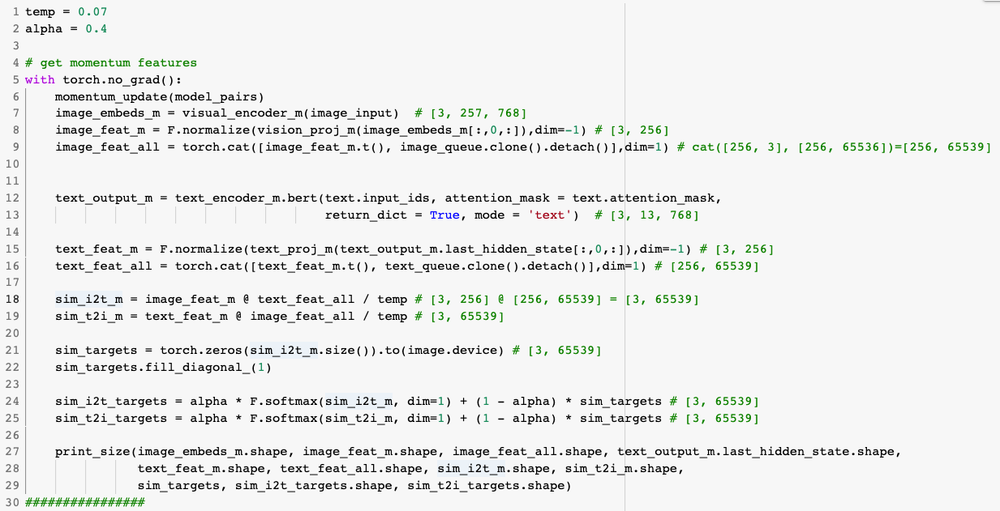 1 temp = 0.07
2 alpha = 0.4
3
4 # get momentum features
5 with torch.no_grad():
6     momentum_update(model_pairs)
7     image_embeds_m = visual_encoder_m(image_input)  # [3, 257, 768]
8     image_feat_m = F.normalize(vision_proj_m(image_embeds_m[:,0,:]),dim=-1) # [3, 256]
9     image_feat_all = torch.cat([image_feat_m.t(), image_queue.clone().detach()],dim=1) # cat([256, 3], [256, 65536])=[256, 65539]
10
11
12     text_output_m = text_encoder_m.bert(text.input_ids, attention_mask = text.attention_mask,
13                                         return_dict = True, mode = 'text')  # [3, 13, 768]
14
15     text_feat_m = F.normalize(text_proj_m(text_output_m.last_hidden_state[:,0,:]),dim=-1) # [3, 256]
16     text_feat_all = torch.cat([text_feat_m.t(), text_queue.clone().detach()],dim=1) # [256, 65539]
17
18     sim_i2t_m = image_feat_m @ text_feat_all / temp # [3, 256] @ [256, 65539] = [3, 65539]
19     sim_t2i_m = text_feat_m @ image_feat_all / temp # [3, 65539]
20
21     sim_targets = torch.zeros(sim_i2t_m.size()).to(image.device) # [3, 65539]
22     sim_targets.fill_diagonal_(1)
23
24     sim_i2t_targets = alpha * F.softmax(sim_i2t_m, dim=1) + (1 - alpha) * sim_targets # [3, 65539]
25     sim_t2i_targets = alpha * F.softmax(sim_t2i_m, dim=1) + (1 - alpha) * sim_targets # [3, 65539]
26
27     print_size(image_embeds_m.shape, image_feat_m.shape, image_feat_all.shape, text_output_m.last_hidden_state.shape,
28                text_feat_m.shape, text_feat_all.shape, sim_i2t_m.shape, sim_t2i_m.shape,
29                sim_targets, sim_i2t_targets.shape, sim_t2i_targets.shape)
30 ################